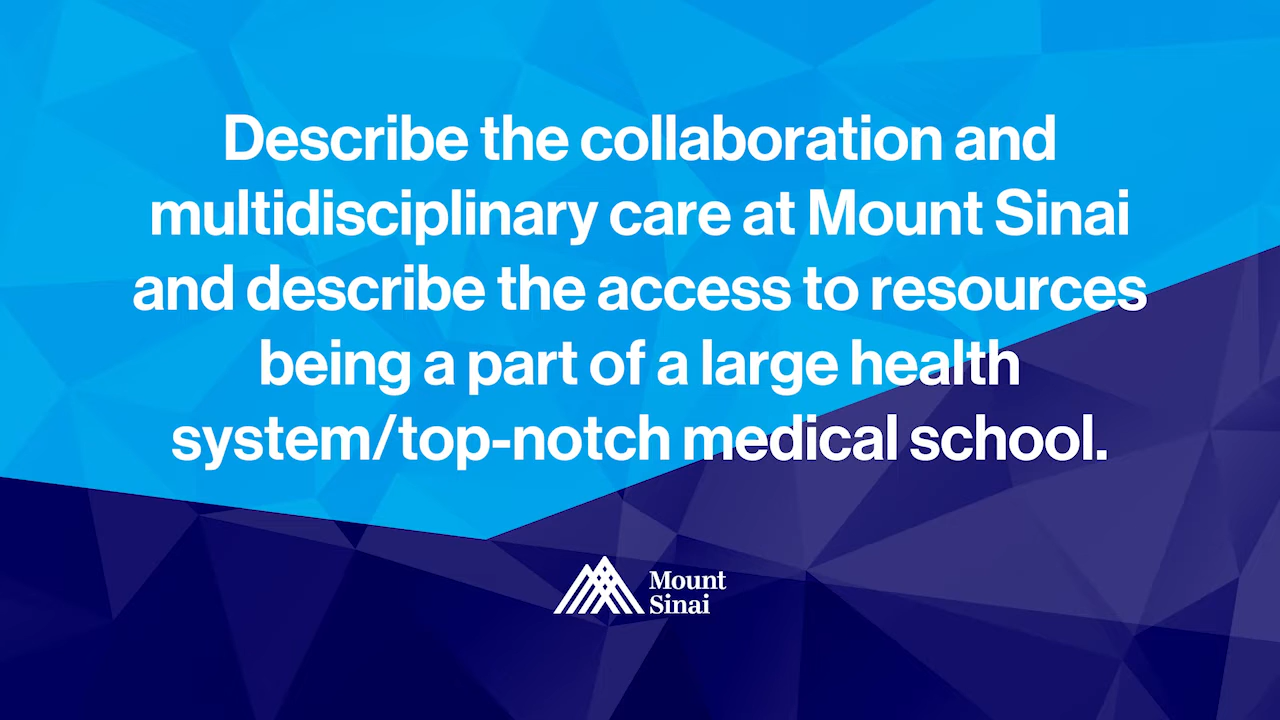 Describe the collaboration and
multidisciplinary care at Mount Sinai
and describe the access to resources
being a part of a large health
system/top-notch medical school.
Mount
Sinai